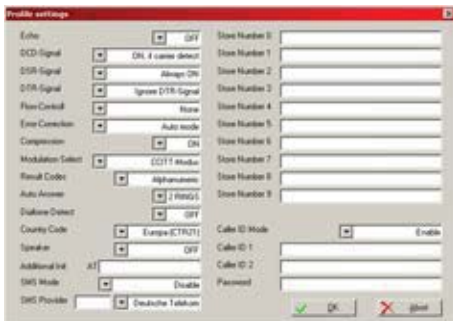 Profile settings
Echo OFF
DCD-Signal ON, if carrier detect
DSR-Signal Always ON
DTR-Signal Ignore DTR-Signal
Flow-Controll None
Error-Correction Auto mode
Compression ON
Modulation Select CCITT-Modus
Result Codes Alphanumeric
Auto Answer 2 RINGS
Dialtone Detect OFF
Country Code Europa (CTR21)
Speaker OFF
Additional Init AT
SMS Mode Disable
SMS Provider Deutsche Telekom
Store Number 0
Store Number 1
Store Number 2
Store Number 3
Store Number 4
Store Number 5
Store Number 6
Store Number 7
Store Number 8
Store Number 9
Caller ID Mode Enable
Caller ID 1
Caller ID 2
Password
OK Abort